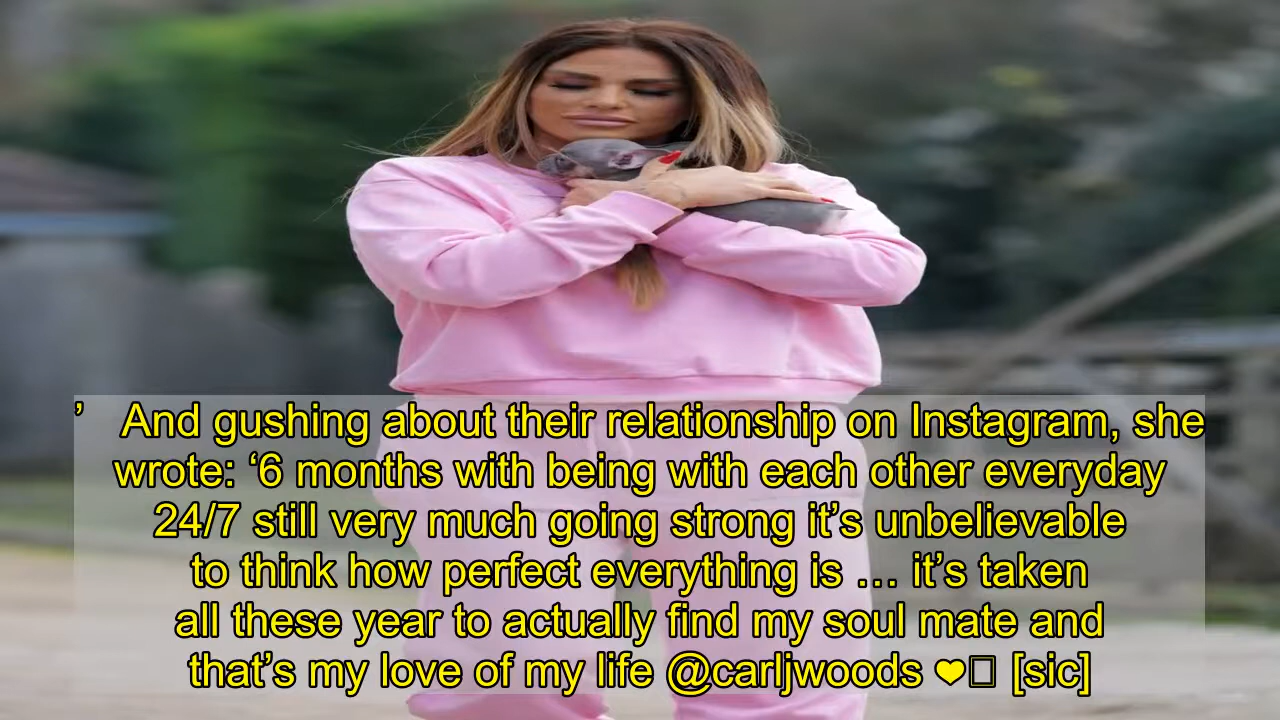 ’ And gushing about their relationship on Instagram, she
wrote: ‘6 months with being with each other everyday
24/7 still very much going strong it’s unbelievable
to think how perfect everything is … it’s taken
all these year to actually find my soul mate and
that’s my love of my life @carljwoods ❤□ [sic]